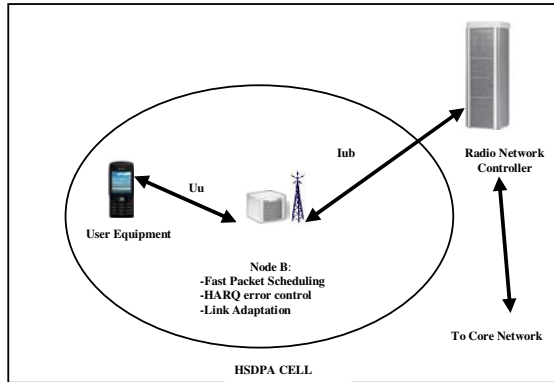 Iub
Radio Network
Controller
Uu
User Equipment
Node B:
-Fast Packet Scheduling
-HARQ error control
-Link Adaptation
To Core Network
HSDPA CELL